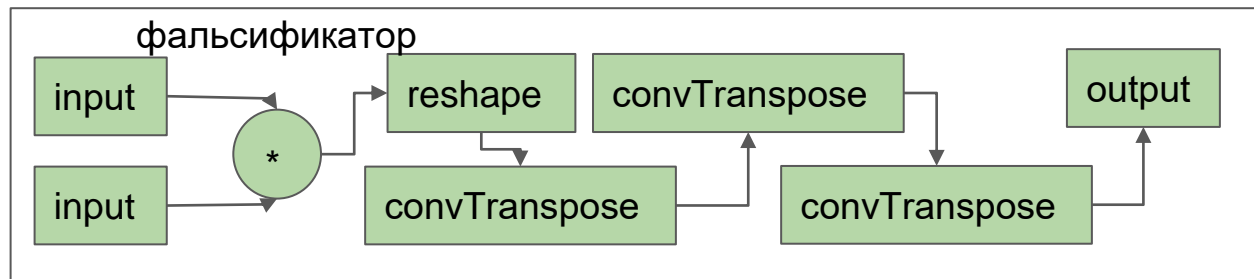 фальсификатор
input
input
*
reshape
convTranspose
convTranspose
convTranspose
output